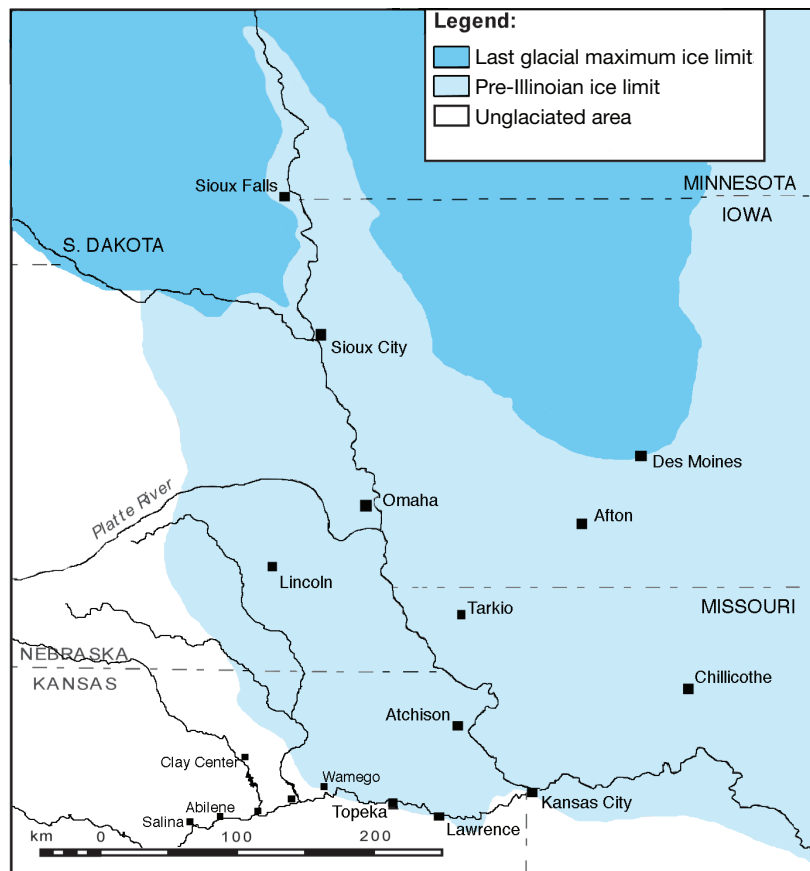 Legend:
Last glacial maximum ice limit
Pre-Illinoian ice limit
Unglaciated area
Sioux Falls
MINNESOTA
IOWA
S. DAKOTA
Sioux City
Des Moines
Platte River
Omaha
Afton
Lincoln
Tarkio
MISSOURI
NEBRASKA
KANSAS
Chillicothe
Atchison
Clay Center
Wamego
Abilene
Topeka
Kansas City
Salina
Lawrence
km 0 100 200